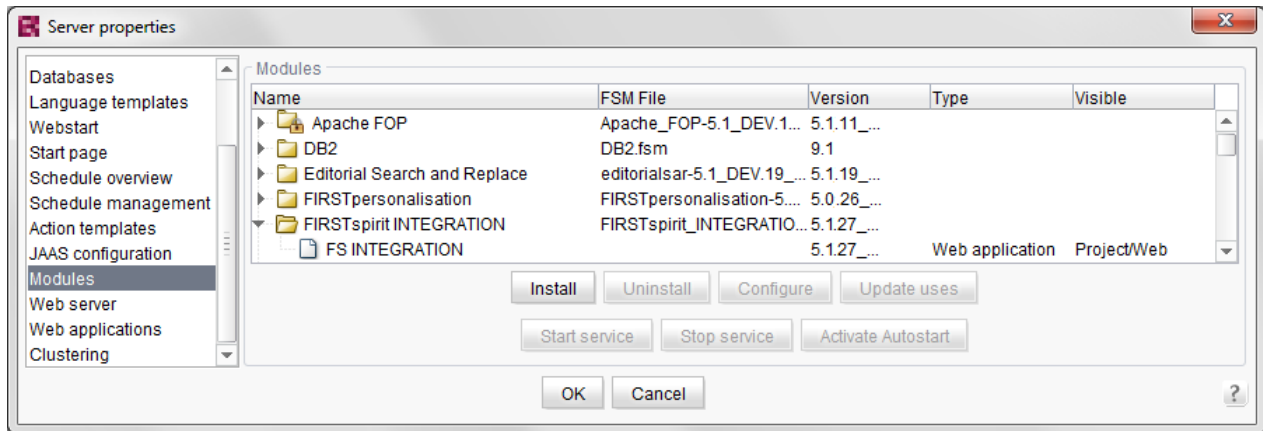 Server properties
x
Databases
Language templates
Webstart
Start page
Schedule overview
Schedule management
Action templates
JAAS configuration
Modules
Web server
Web applications
Clustering
Modules
Name FSM File Version Type Visible
Apache FOP Apache_FOP-5.1_DEV.1... 5.1.11_...
DB2 DB2.fsm 9.1
Editorial Search and Replace editorialsar-5.1_DEV.19_... 5.1.19_...
FIRSTpersonalisation FIRSTpersonalisation-5.... 5.0.26_...
FIRSTspirit INTEGRATION FIRSTspirit_INTEGRATIO... 5.1.27_...
FS INTEGRATION 5.1.27_... Web application Project/Web
Install Uninstall Configure Update uses
Start service Stop service Activate Autostart
OK Cancel ?